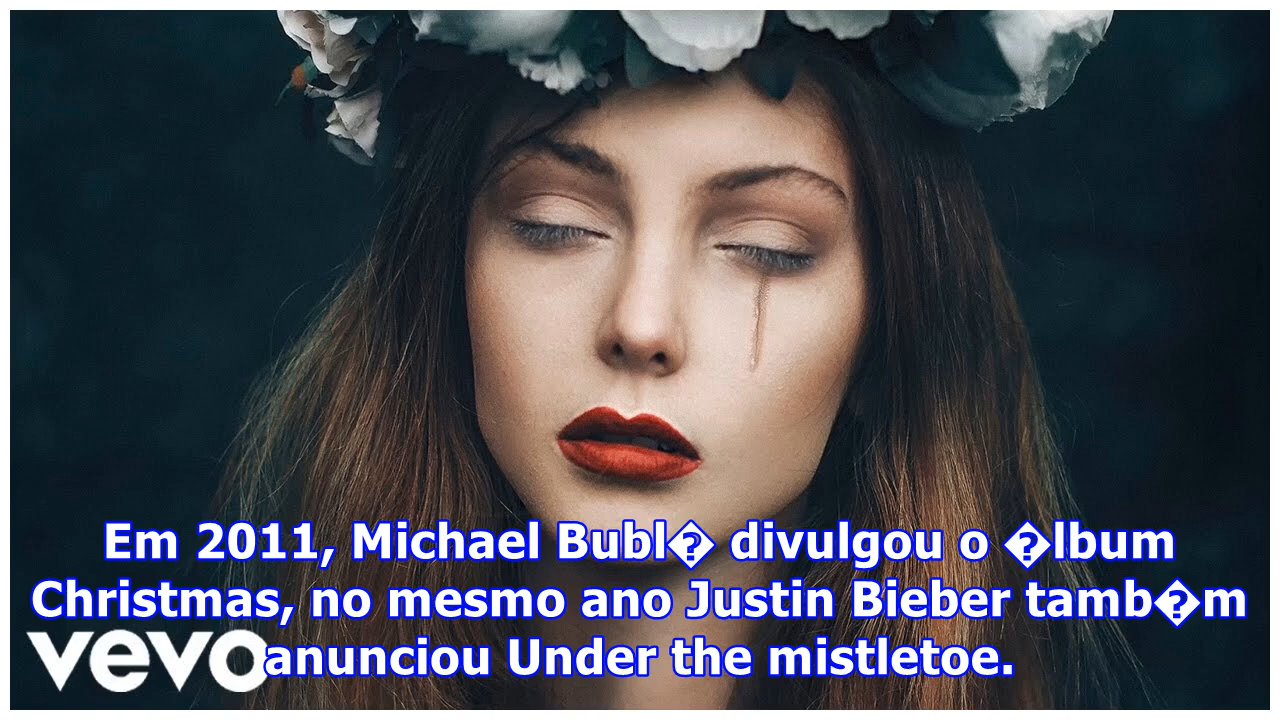 Em 2011, Michael Bubl� divulgou o �lbum
Christmas, no mesmo ano Justin Bieber tamb�m
anunciou Under the mistletoe.
vevo